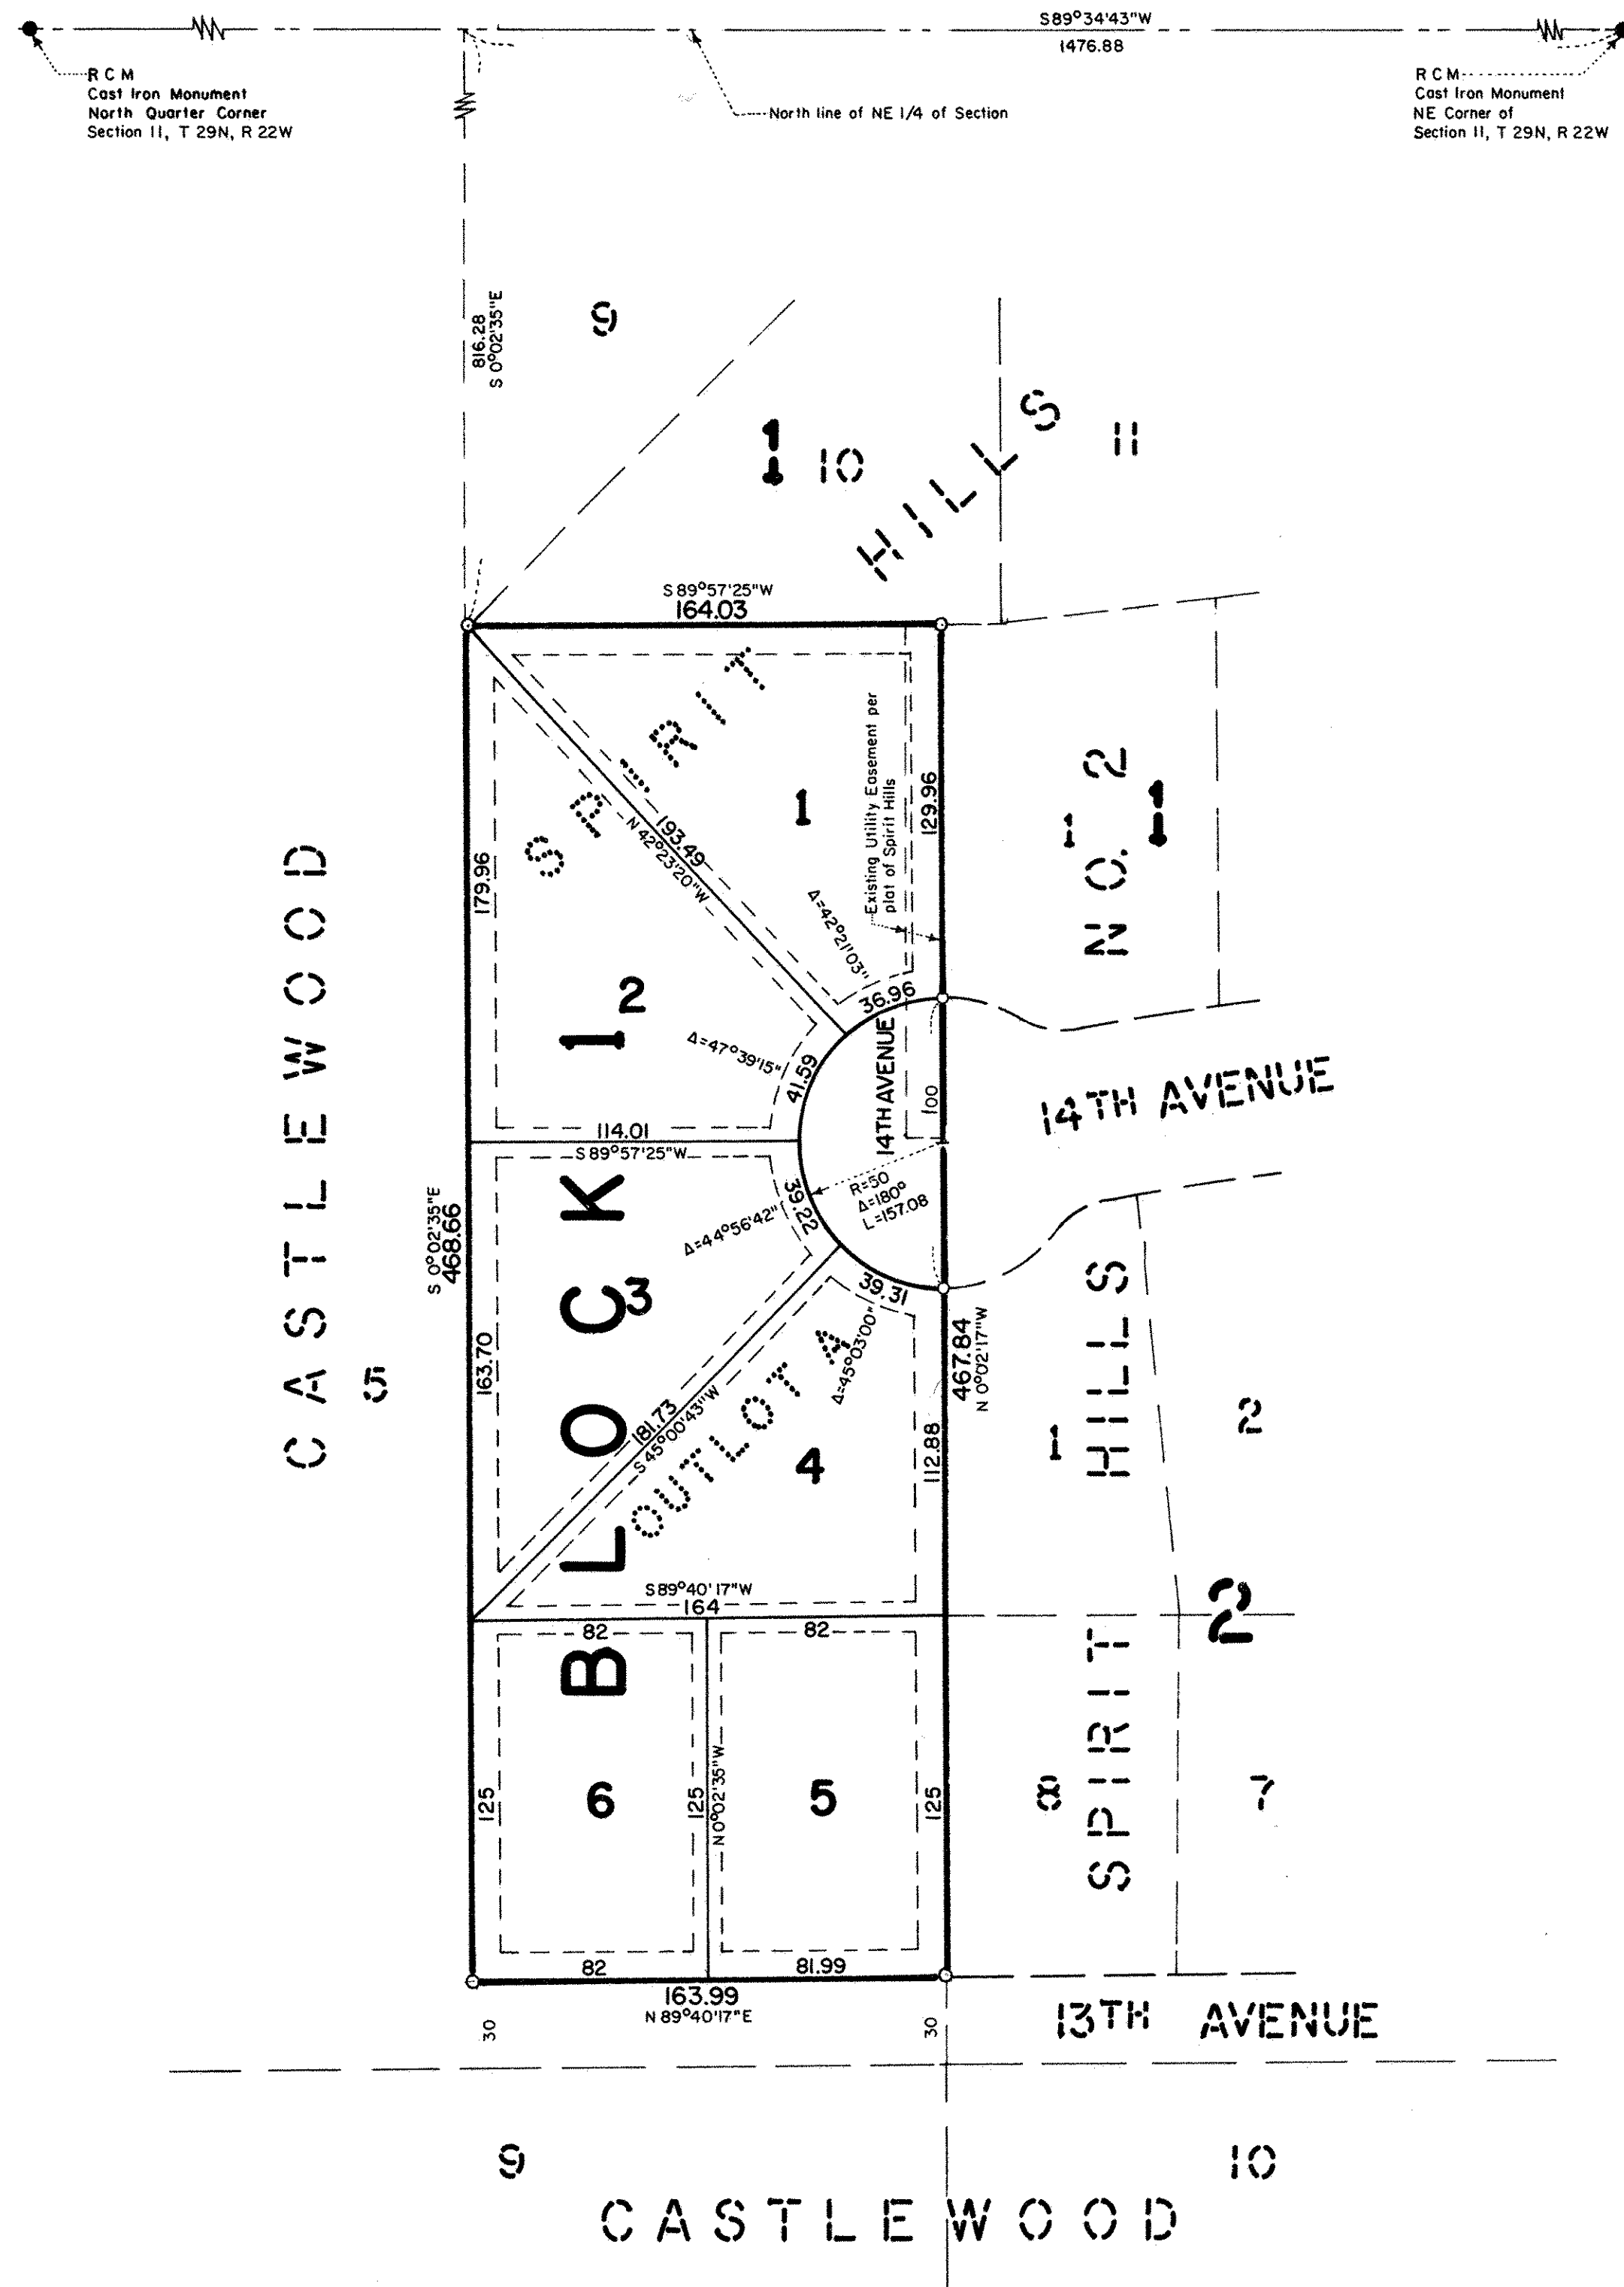 S89°34'43"W
1476.88
R C M
Cast Iron Monument
North Quarter Corner
Section 11, T 29N, R 22W
North line of NE 1/4 of Section
R C M
Cast Iron Monument
NE Corner of
Section 11, T 29N, R 22W
816.28
S 0°02'35"E
9
1
10
HILLS
11
S 89°57'25"W
164.03
SPIRIT
1
Existing Utility Easement per
plat of Spirit Hills
129.96
NO. 2
1
1
179.96
193.49
N 42°23'20"W
Δ=42°21'03"
36.96
CASTLEWOOD
5
BLOCK 1
2
Δ=47°39'15"
41.59
14TH AVENUE
100
14TH AVENUE
114.01
S89°57'25"W
R=50
Δ=180°
L=157.08
39.22
Δ=44°56'42"
S 0°02'35"E
468.66
3
39.31
Δ=45°03'00"
467.84
N 0°02'17"W
163.70
181.73
S 45°00'43"W
OUTLOT A
4
112.88
1
SPIRIT HILLS
2
S89°40'17"W
164
2
82
82
125
6
125
N 0°02'35"W
5
125
8
7
82
81.99
163.99
N 89°40'17"E
30
30
13TH AVENUE
9
10
CASTLEWOOD